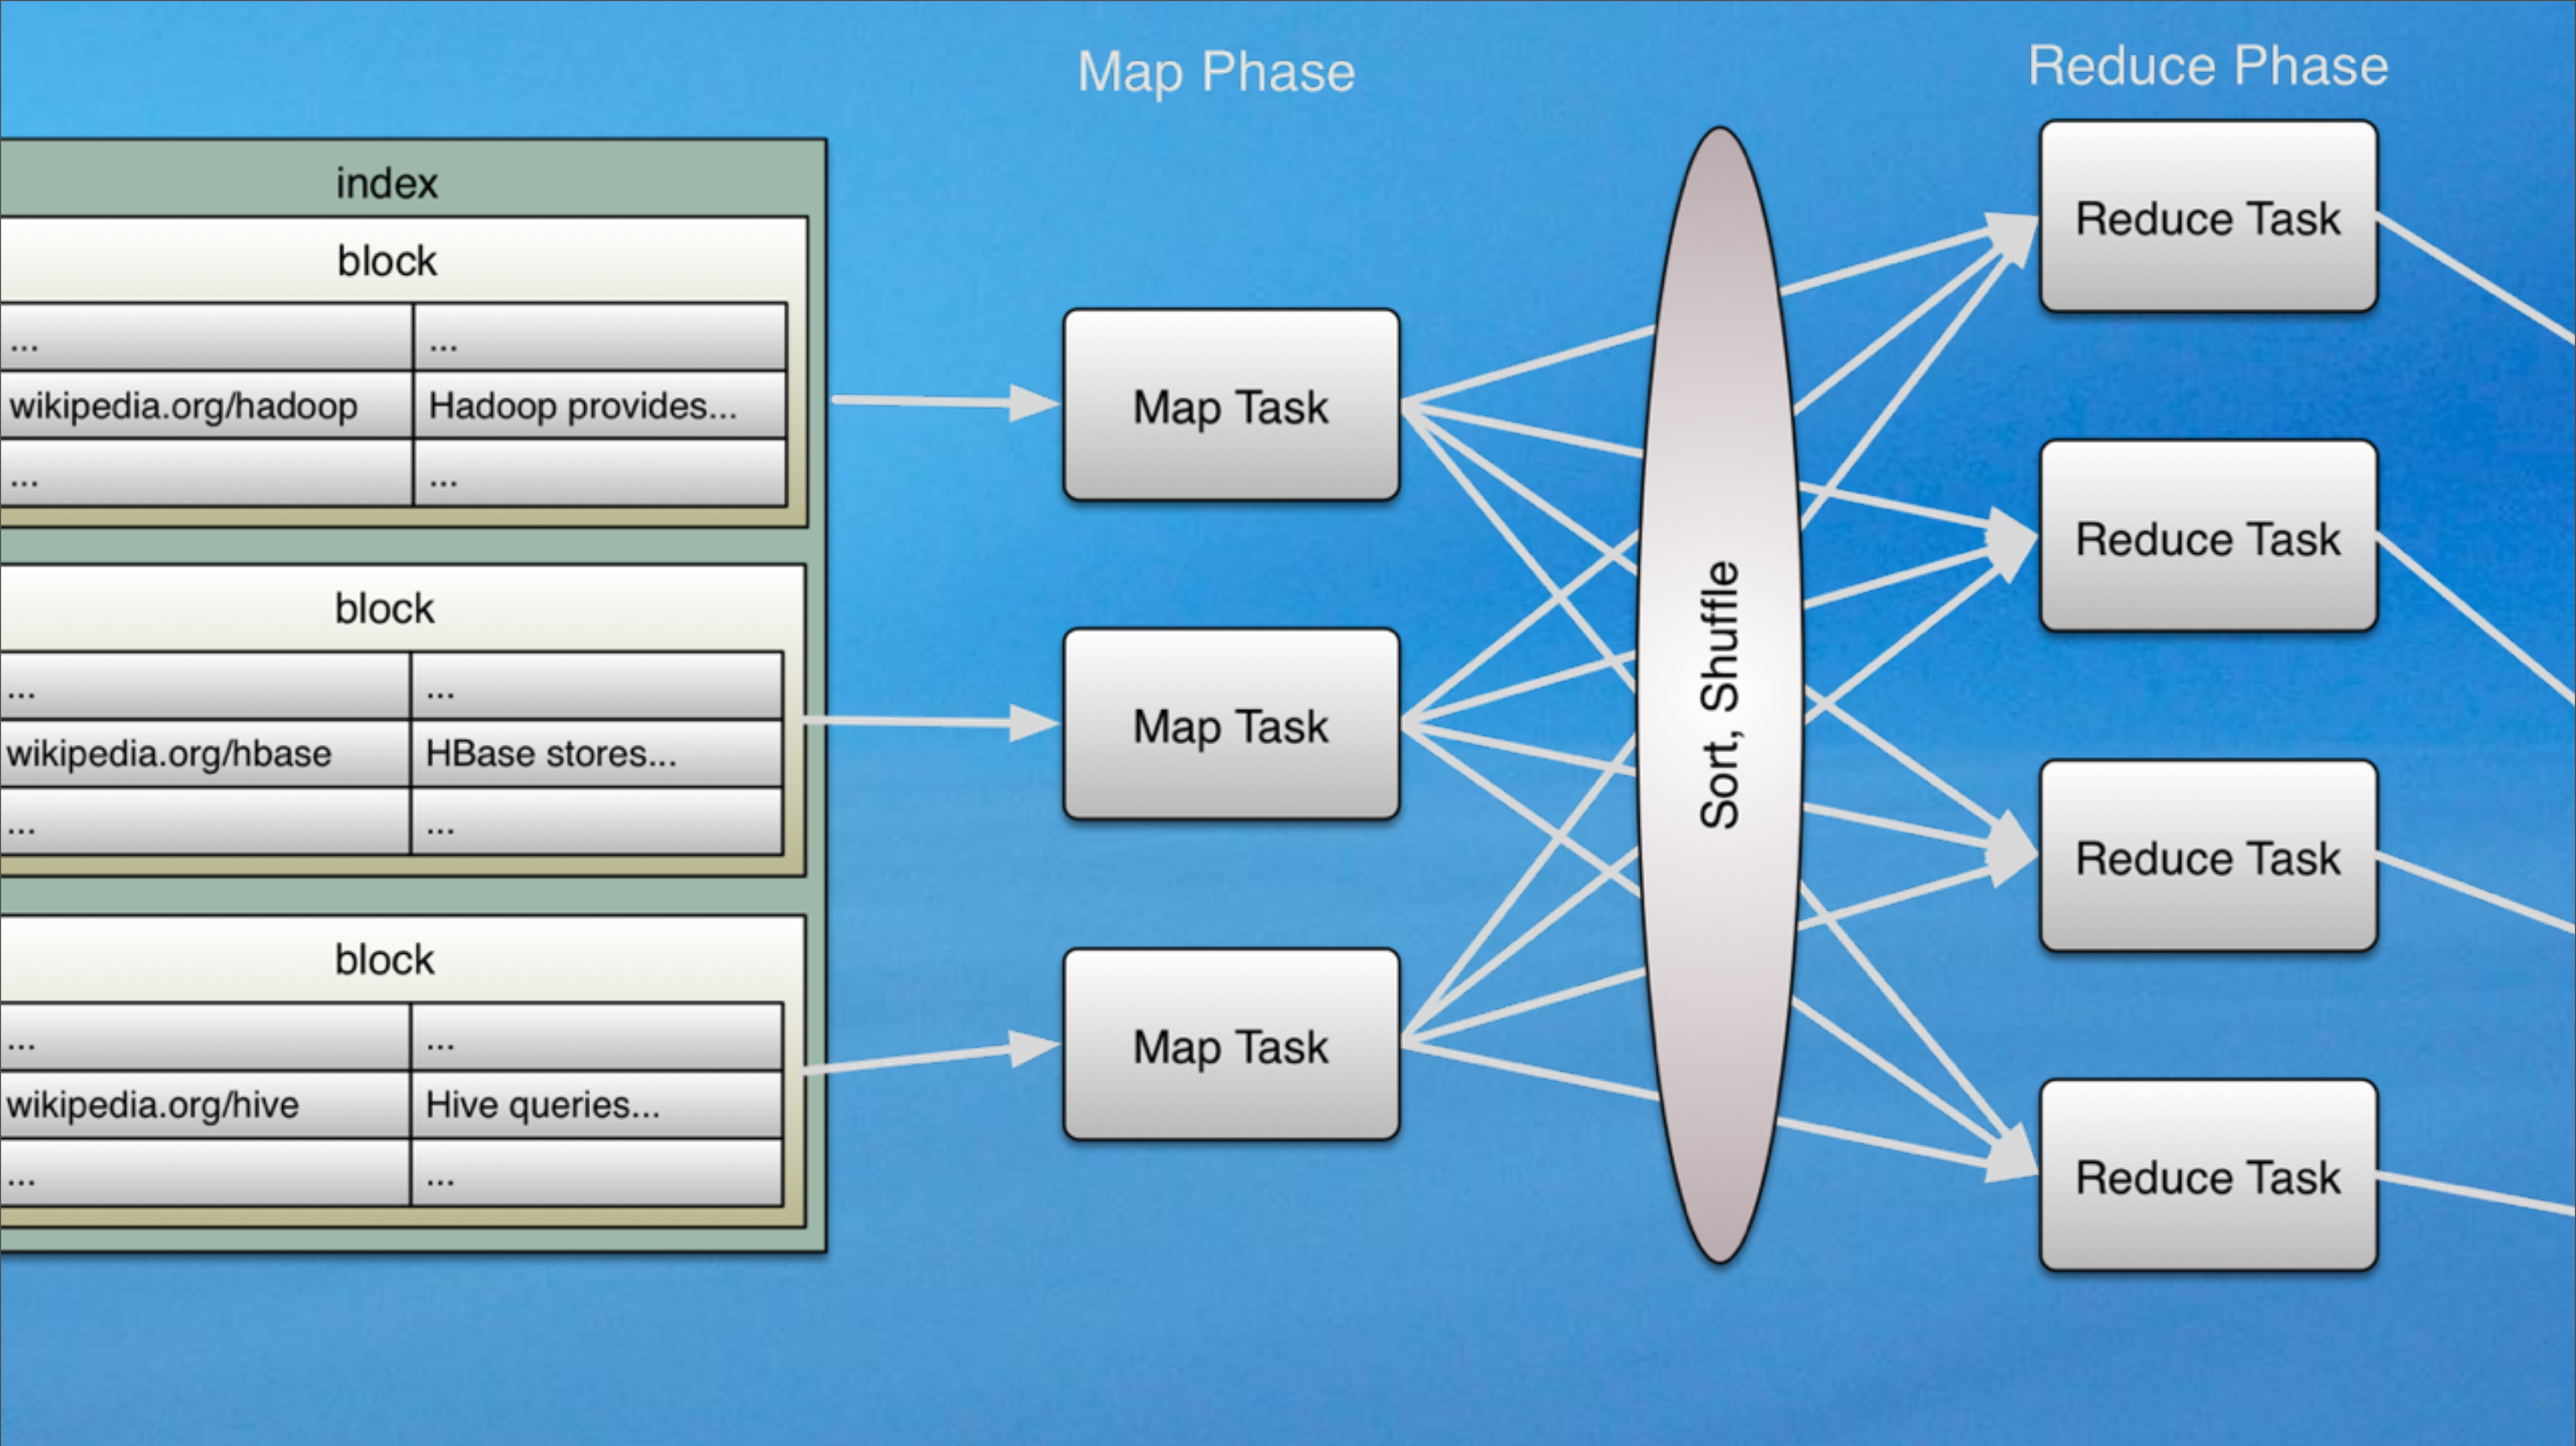 Map Phase
Reduce Phase
index
block
... ...
wikipedia.org/hadoop Hadoop provides...
... ...
block
... ...
wikipedia.org/hbase HBase stores...
... ...
block
... ...
wikipedia.org/hive Hive queries...
... ...
Map Task
Map Task
Map Task
Sort, Shuffle
Reduce Task
Reduce Task
Reduce Task
Reduce Task